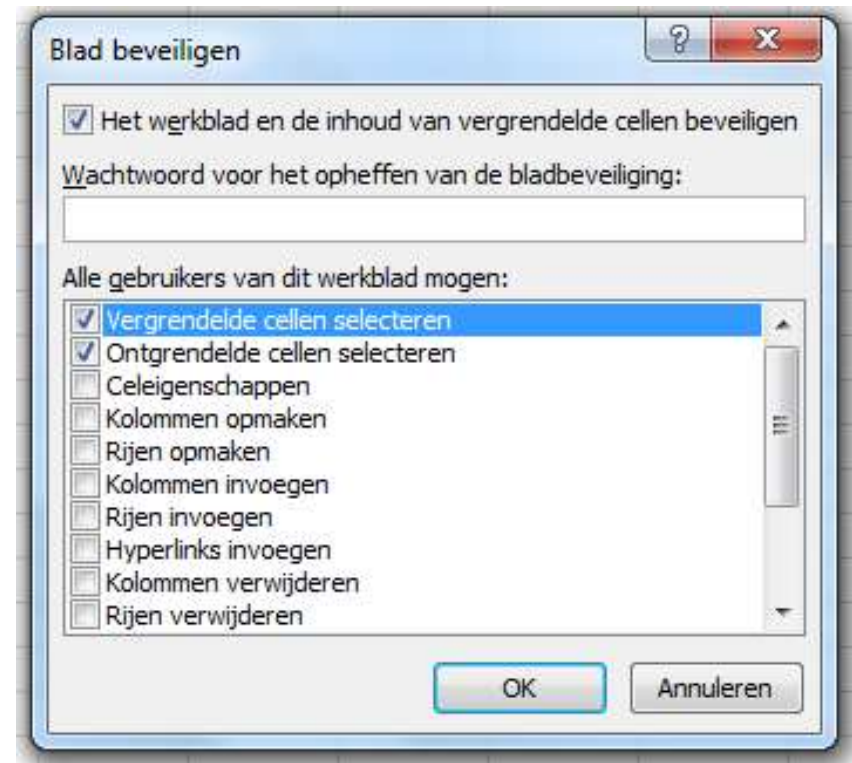 Blad beveiligen
Het werkblad en de inhoud van vergrendelde cellen beveiligen
Wachtwoord voor het opheffen van de bladbeveiliging:
Alle gebruikers van dit werkblad mogen:
Vergrendelde cellen selecteren
Ontgrendelde cellen selecteren
Celeigenschappen
Kolommen opmaken
Rijen opmaken
Kolommen invoegen
Rijen invoegen
Hyperlinks invoegen
Kolommen verwijderen
Rijen verwijderen
OK Annuleren